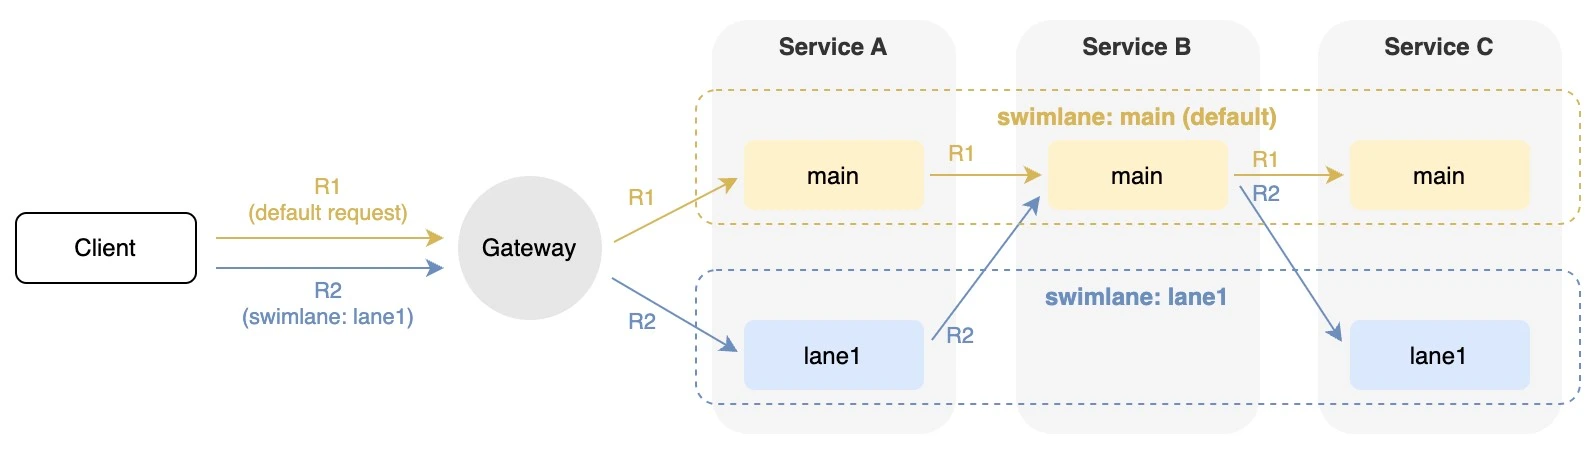 Service A
Service B
Service C
swimlane: main (default)
R1
(default request)
R1
main
R1
main
R1
R2
main
Client
Gateway
R2
(swimlane: lane1)
R2
swimlane: lane1
lane1
R2
lane1